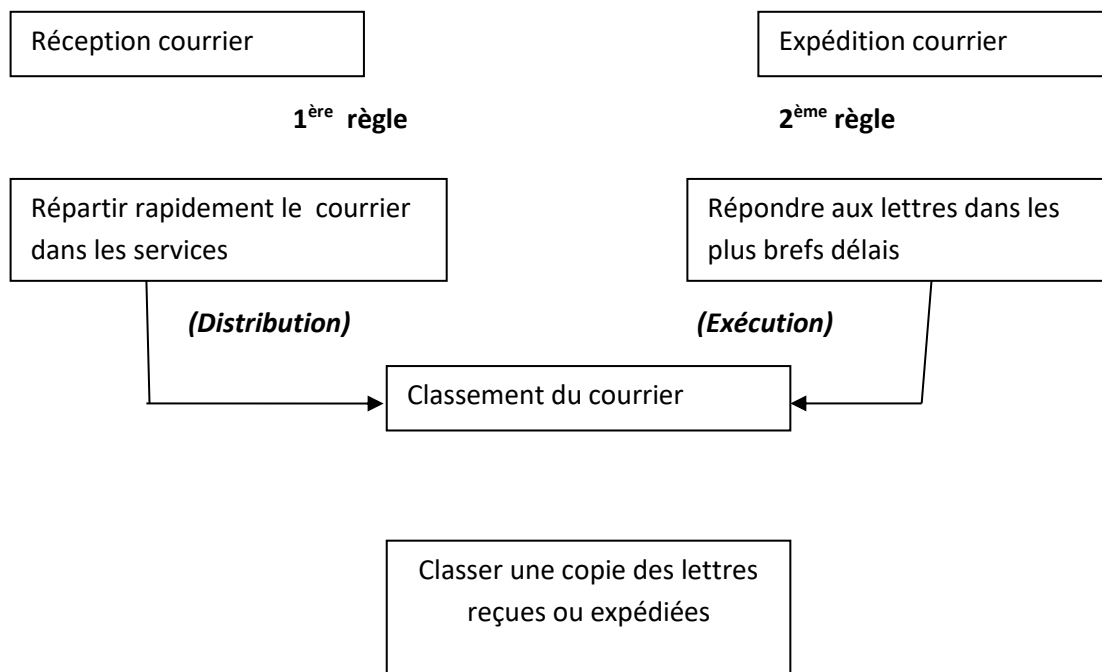 Réception courrier
Expédition courrier
1ère règle
2ème règle
Répartir rapidement le courrier
dans les services
Répondre aux lettres dans les
plus brefs délais
(Distribution)
(Exécution)
Classement du courrier
Classer une copie des lettres
reçues ou expédiées